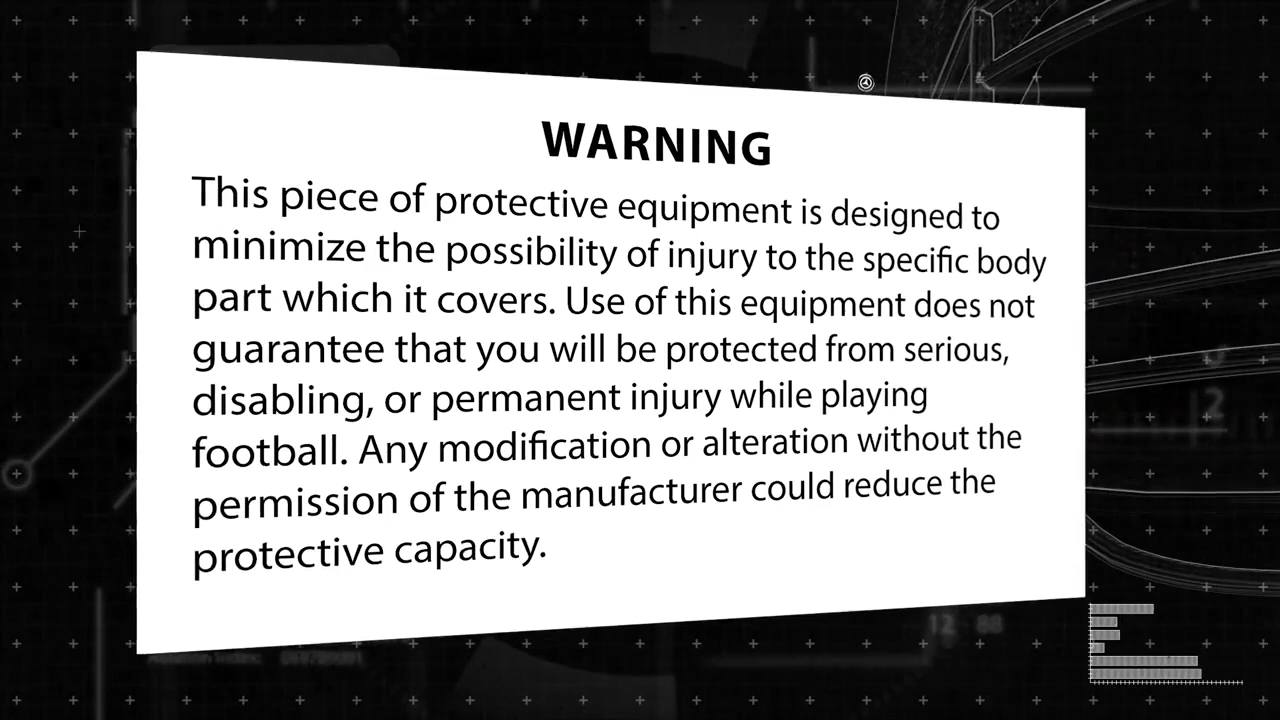 WARNING
This piece of protective equipment is designed to
minimize the possibility of injury to the specific body
part which it covers. Use of this equipment does not
guarantee that you will be protected from serious,
disabling, or permanent injury while playing
football. Any modification or alteration without the
permission of the manufacturer could reduce the
protective capacity.
2
12 88